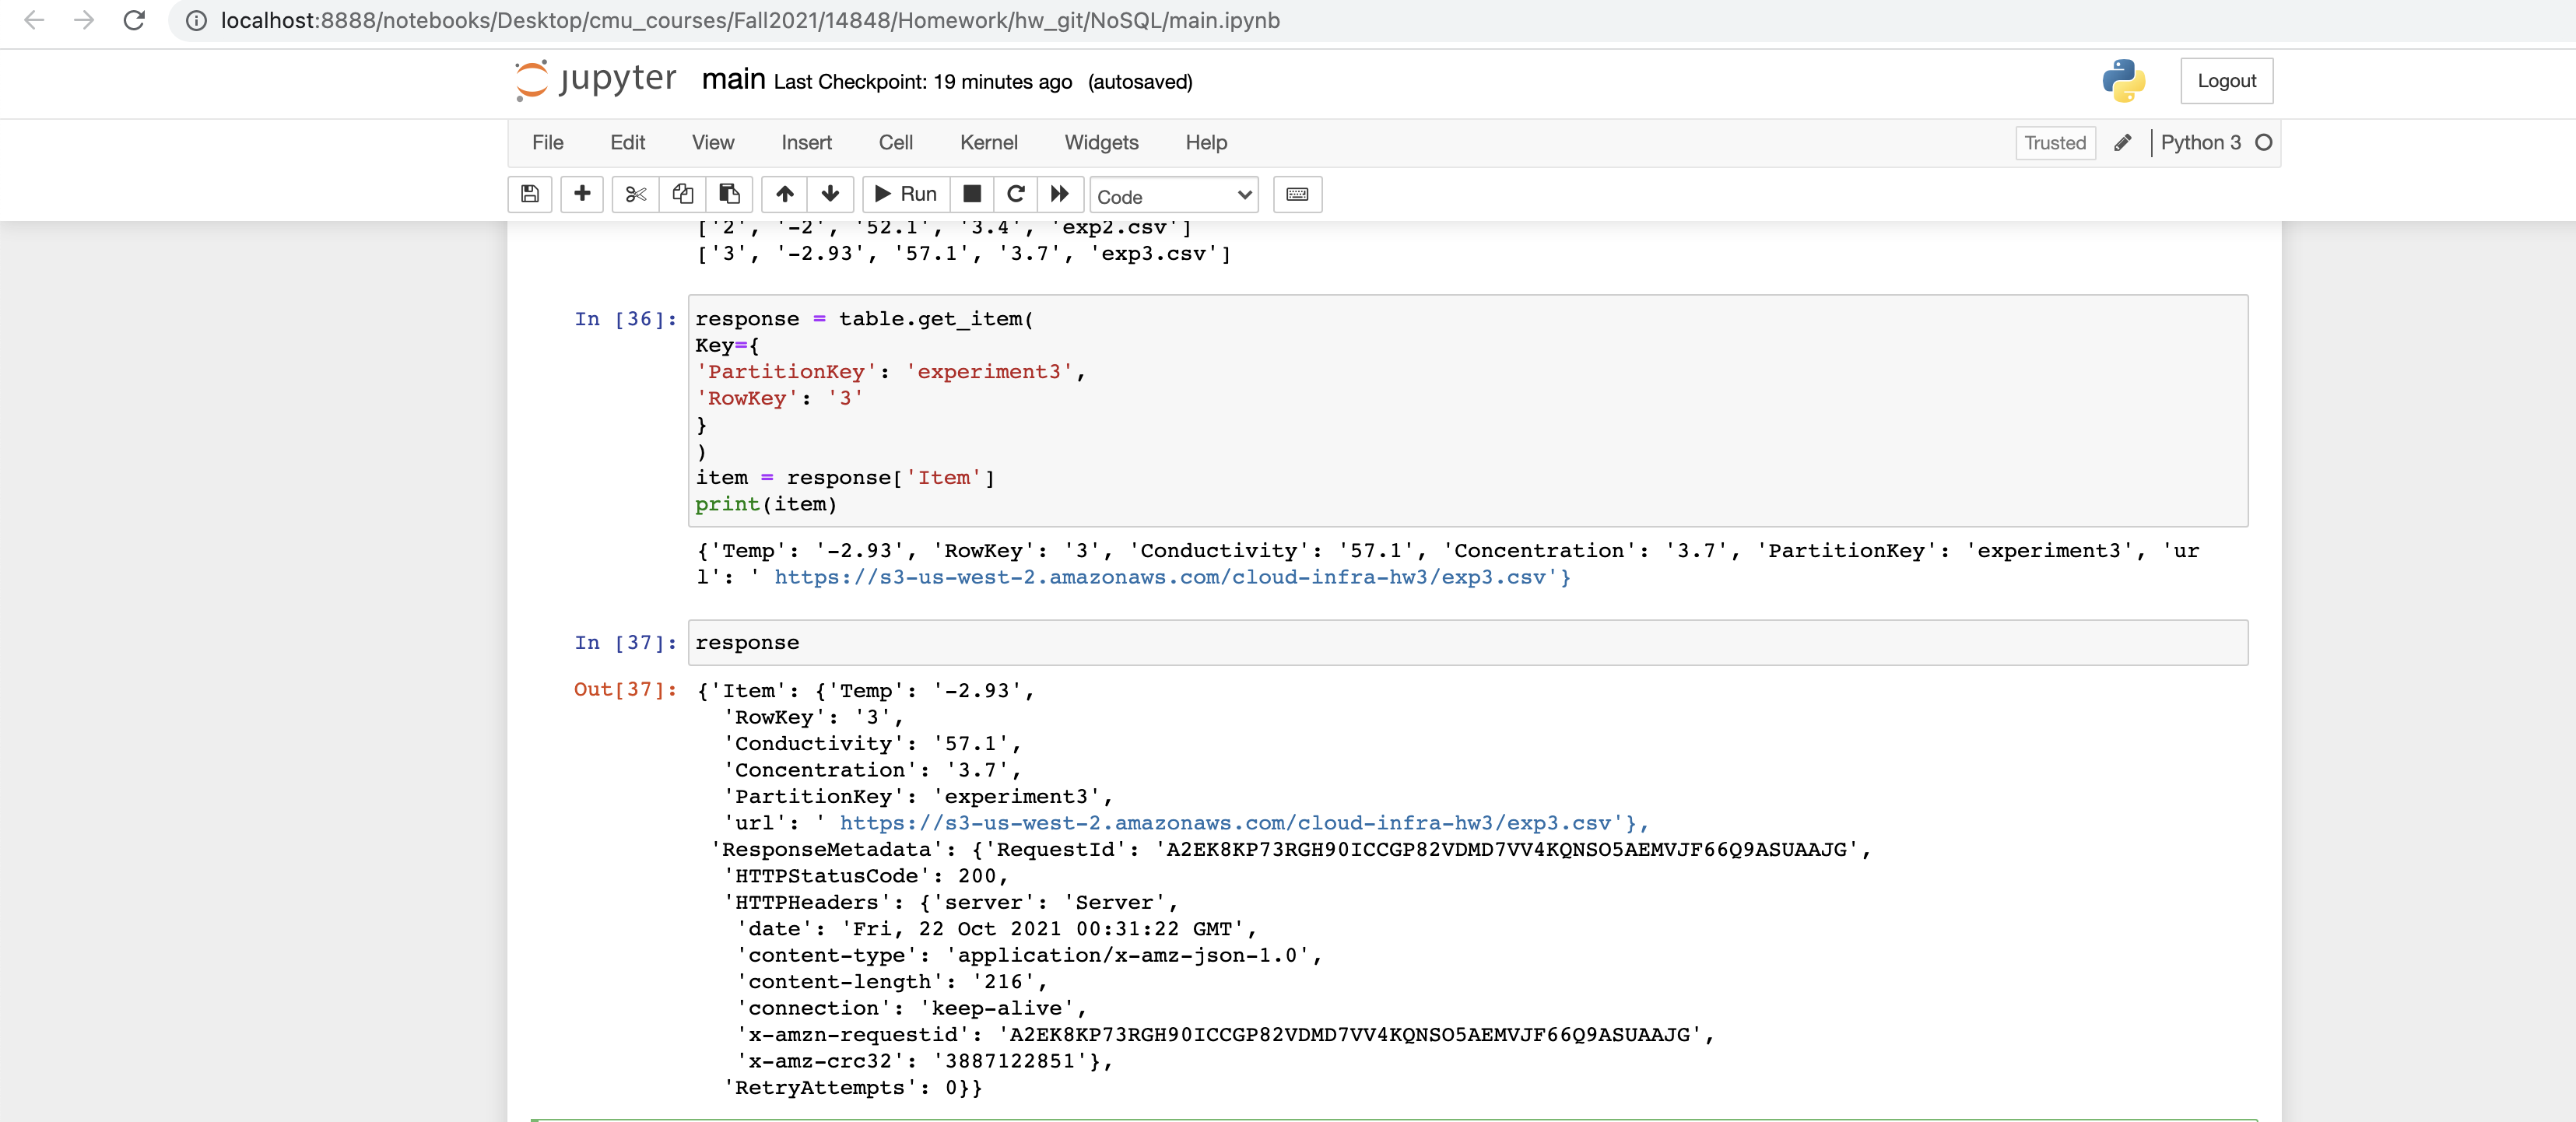 localhost:8888/notebooks/Desktop/cmu_courses/Fall2021/14848/Homework/hw_git/NoSQL/main.ipynb
jupyter main Last Checkpoint: 19 minutes ago (autosaved)
Logout
File Edit View Insert Cell Kernel Widgets Help
Trusted Python 3
Run Code
['2', '-2', '52.1', '3.4', 'exp2.csv']
['3', '-2.93', '57.1', '3.7', 'exp3.csv']
In [36]: response = table.get_item(
Key={
'PartitionKey': 'experiment3',
'RowKey': '3'
}
)
item = response['Item']
print(item)
{'Temp': '-2.93', 'RowKey': '3', 'Conductivity': '57.1', 'Concentration': '3.7', 'PartitionKey': 'experiment3', 'ur
l': ' https://s3-us-west-2.amazonaws.com/cloud-infra-hw3/exp3.csv'}
In [37]: response
Out[37]: {'Item': {'Temp': '-2.93',
'RowKey': '3',
'Conductivity': '57.1',
'Concentration': '3.7',
'PartitionKey': 'experiment3',
'url': ' https://s3-us-west-2.amazonaws.com/cloud-infra-hw3/exp3.csv'},
'ResponseMetadata': {'RequestId': 'A2EK8KP73RGH90ICCGP82VDMD7VV4KQNSO5AEMVJF66Q9ASUAAJG',
'HTTPStatusCode': 200,
'HTTPHeaders': {'server': 'Server',
'date': 'Fri, 22 Oct 2021 00:31:22 GMT',
'content-type': 'application/x-amz-json-1.0',
'content-length': '216',
'connection': 'keep-alive',
'x-amzn-requestid': 'A2EK8KP73RGH90ICCGP82VDMD7VV4KQNSO5AEMVJF66Q9ASUAAJG',
'x-amz-crc32': '3887122851'},
'RetryAttempts': 0}}